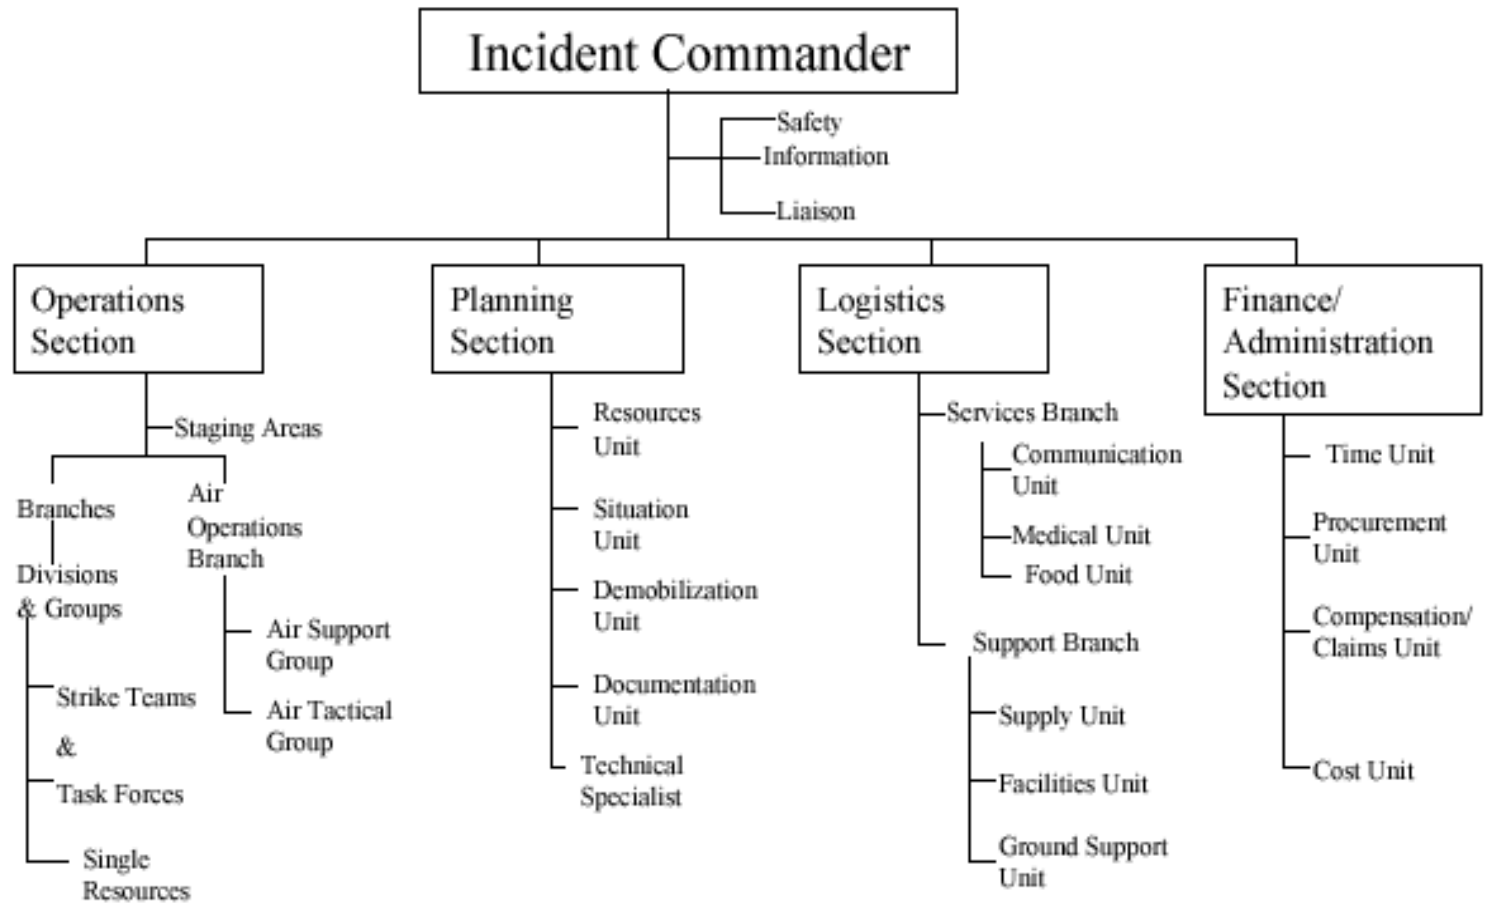 Incident Commander
Safety
Information
Liaison
Operations
Section
Staging Areas
Branches
Divisions
& Groups
Strike Teams
&
Task Forces
Single
Resources
Air
Operations
Branch
Air Support
Group
Air Tactical
Group
Planning
Section
Resources
Unit
Situation
Unit
Demobilization
Unit
Documentation
Unit
Technical
Specialist
Logistics
Section
Services Branch
Communication
Unit
Medical Unit
Food Unit
Support Branch
Supply Unit
Facilities Unit
Ground Support
Unit
Finance/
Administration
Section
Time Unit
Procurement
Unit
Compensation/
Claims Unit
Cost Unit